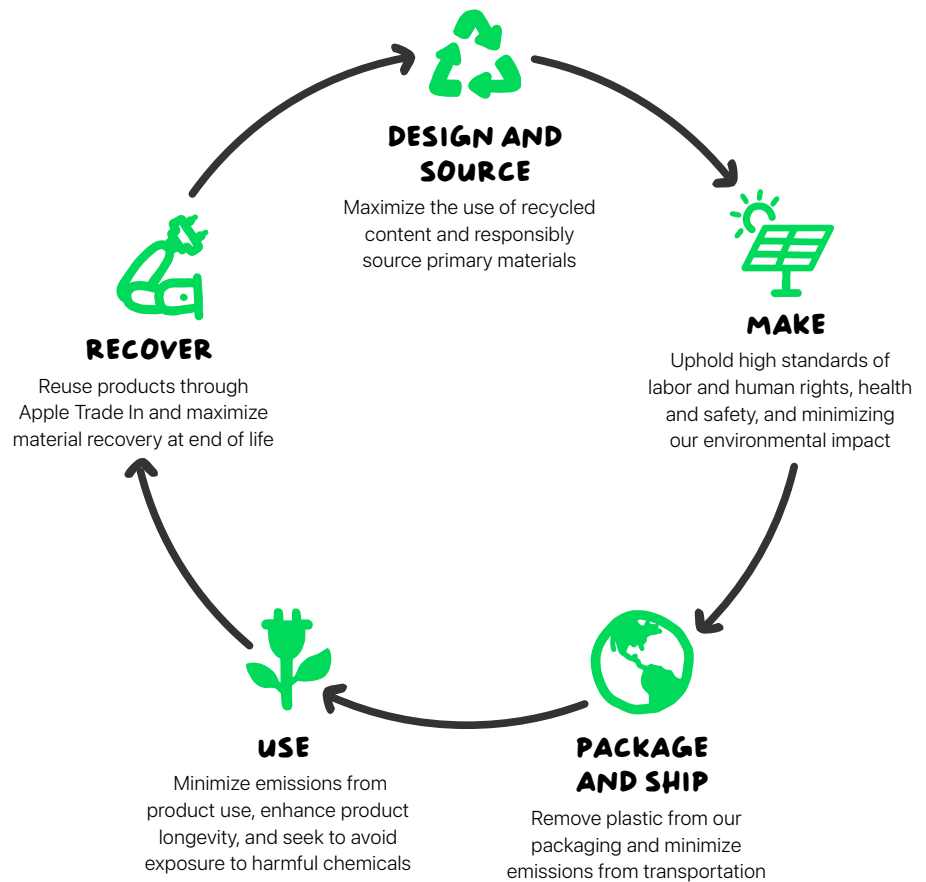 DESIGN AND
SOURCE
Maximize the use of recycled
content and responsibly
source primary materials
MAKE
Uphold high standards of
labor and human rights, health
and safety, and minimizing
our environmental impact
PACKAGE
AND SHIP
Remove plastic from our
packaging and minimize
emissions from transportation
USE
Minimize emissions from
product use, enhance product
longevity, and seek to avoid
exposure to harmful chemicals
RECOVER
Reuse products through
Apple Trade In and maximize
material recovery at end of life